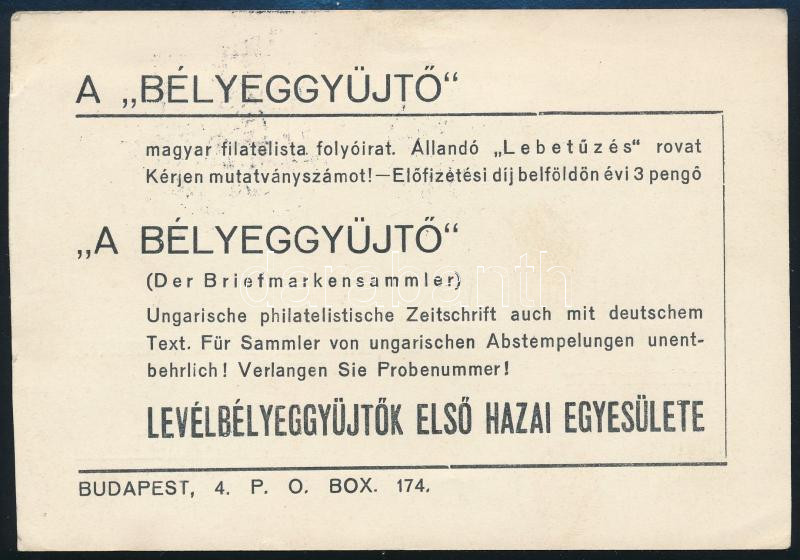 A „BÉLYEGGYÜJTŐ“
magyar filatelista folyóirat. Állandó „Lebetűzés“ rovat
Kérjen mutatványszámot!—Előfizetési díj belföldön évi 3 pengő
„A BÉLYEGGYÜJTŐ“
(Der Briefmarkensammler)
Ungarische philatelistische Zeitschrift auch mit deutschem
Text. Für Sammler von ungarischen Abstempelungen unent-
behrlich! Verlangen Sie Probenummer!
LEVÉLBÉLYEGGYÜJTŐK ELSŐ HAZAI EGYESÜLETE
BUDAPEST, 4. P. O. BOX. 174.
darabanth